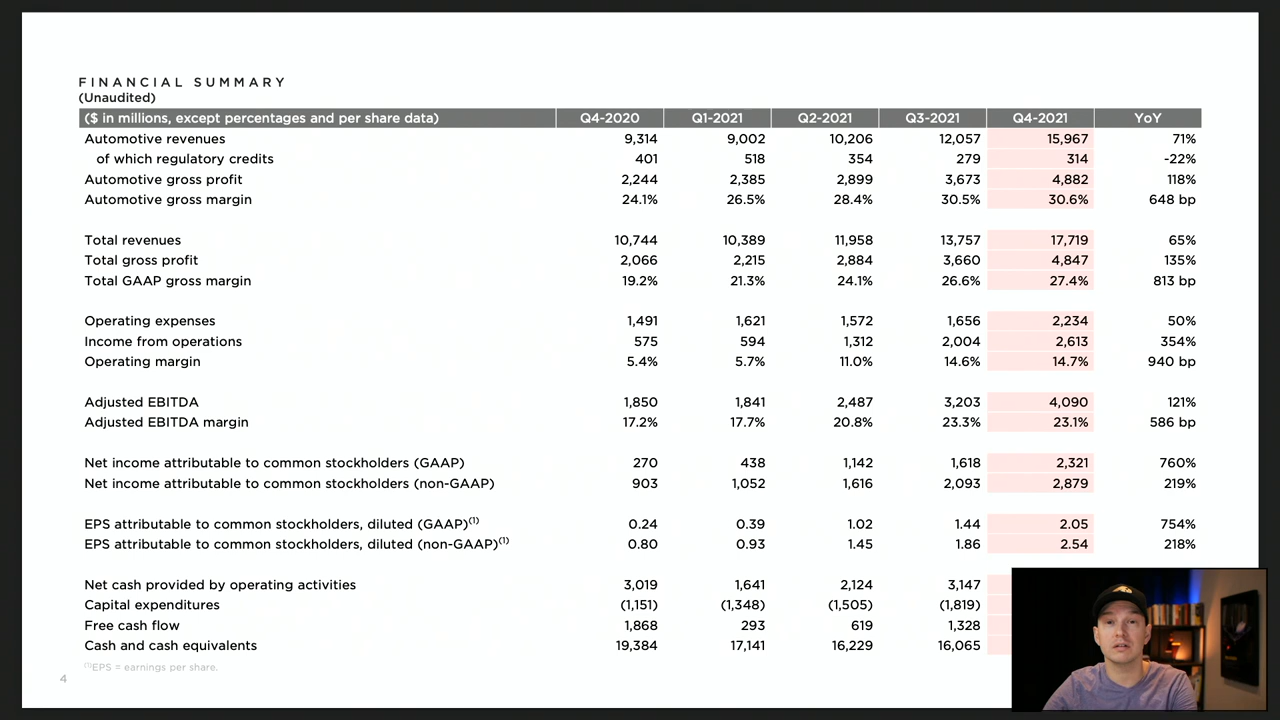 FINANCIAL SUMMARY
(Unaudited)
($ in millions, except percentages and per share data) Q4-2020 Q1-2021 Q2-2021 Q3-2021 Q4-2021 YoY
Automotive revenues 9,314 9,002 10,206 12,057 15,967 71%
of which regulatory credits 401 518 354 279 314 -22%
Automotive gross profit 2,244 2,385 2,899 3,673 4,882 118%
Automotive gross margin 24.1% 26.5% 28.4% 30.5% 30.6% 648 bp
Total revenues 10,744 10,389 11,958 13,757 17,719 65%
Total gross profit 2,066 2,215 2,884 3,660 4,847 135%
Total GAAP gross margin 19.2% 21.3% 24.1% 26.6% 27.4% 813 bp
Operating expenses 1,491 1,621 1,572 1,656 2,234 50%
Income from operations 575 594 1,312 2,004 2,613 354%
Operating margin 5.4% 5.7% 11.0% 14.6% 14.7% 940 bp
Adjusted EBITDA 1,850 1,841 2,487 3,203 4,090 121%
Adjusted EBITDA margin 17.2% 17.7% 20.8% 23.3% 23.1% 586 bp
Net income attributable to common stockholders (GAAP) 270 438 1,142 1,618 2,321 760%
Net income attributable to common stockholders (non-GAAP) 903 1,052 1,616 2,093 2,879 219%
EPS attributable to common stockholders, diluted (GAAP)(1) 0.24 0.39 1.02 1.44 2.05 754%
EPS attributable to common stockholders, diluted (non-GAAP)(1) 0.80 0.93 1.45 1.86 2.54 218%
Net cash provided by operating activities 3,019 1,641 2,124 3,147
Capital expenditures (1,151) (1,348) (1,505) (1,819)
Free cash flow 1,868 293 619 1,328
Cash and cash equivalents 19,384 17,141 16,229 16,065
(1)EPS = earnings per share.
4